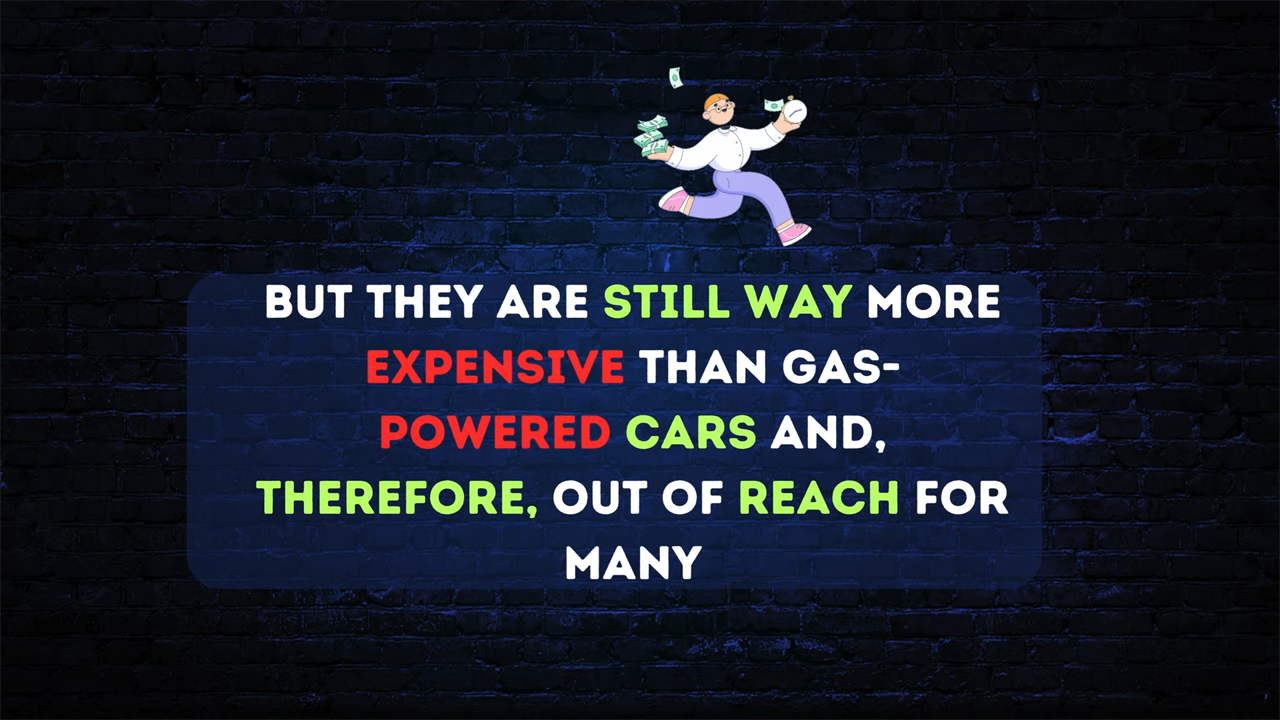 BUT THEY ARE STILL WAY MORE
EXPENSIVE THAN GAS-
POWERED CARS AND,
THEREFORE, OUT OF REACH FOR
MANY